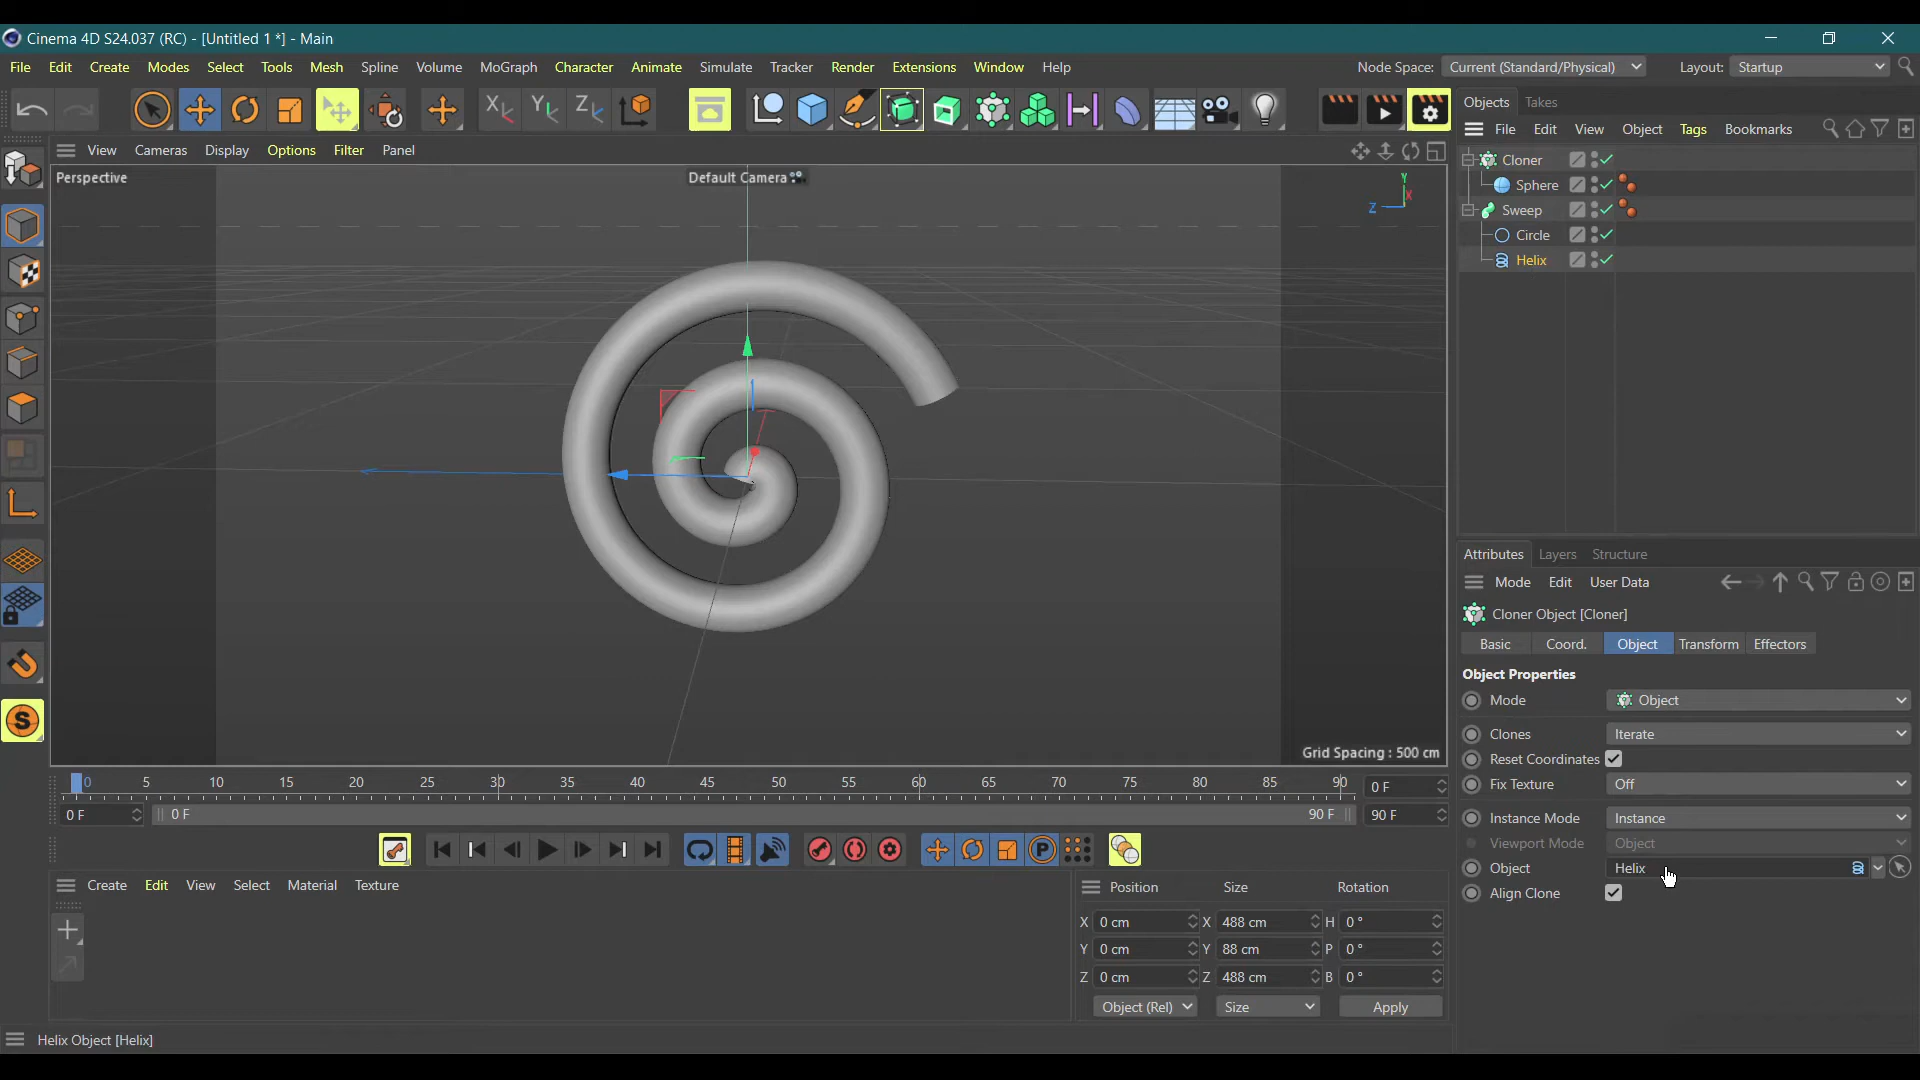 Cinema 4D S24.037 (RC) - [Untitled 1 *] - Main
File Edit Create Modes Select Tools Mesh Spline Volume MoGraph Character Animate Simulate Tracker Render Extensions Window Help Node Space: Current (Standard/Physical) Layout: Startup
X Y Z
Objects Takes
File Edit View Object Tags Bookmarks
View Cameras Display Options Filter Panel
Perspective Default Camera
Y X Z
Cloner
Sphere
Sweep
Circle
Helix
Grid Spacing : 500 cm
Attributes Layers Structure
Mode Edit User Data
Cloner Object [Cloner]
Basic Coord. Object Transform Effectors
Object Properties
Mode Object
Clones Iterate
Reset Coordinates
Fix Texture Off
Instance Mode Instance
Viewport Mode Object
Object Helix
Align Clone
0 5 10 15 20 25 30 35 40 45 50 55 60 65 70 75 80 85 90 0 F
0 F 0 F 90 F 90 F
P
S
Create Edit View Select Material Texture
Position Size Rotation
X 0 cm X 488 cm H 0 °
Y 0 cm Y 88 cm P 0 °
Z 0 cm Z 488 cm B 0 °
Object (Rel) Size Apply
Helix Object [Helix]